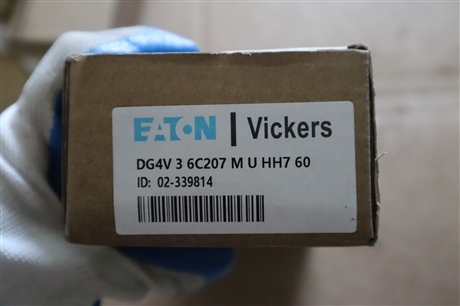 EATON | Vickers
DG4V 3 6C207 M U HH7 60
ID: 02-339814